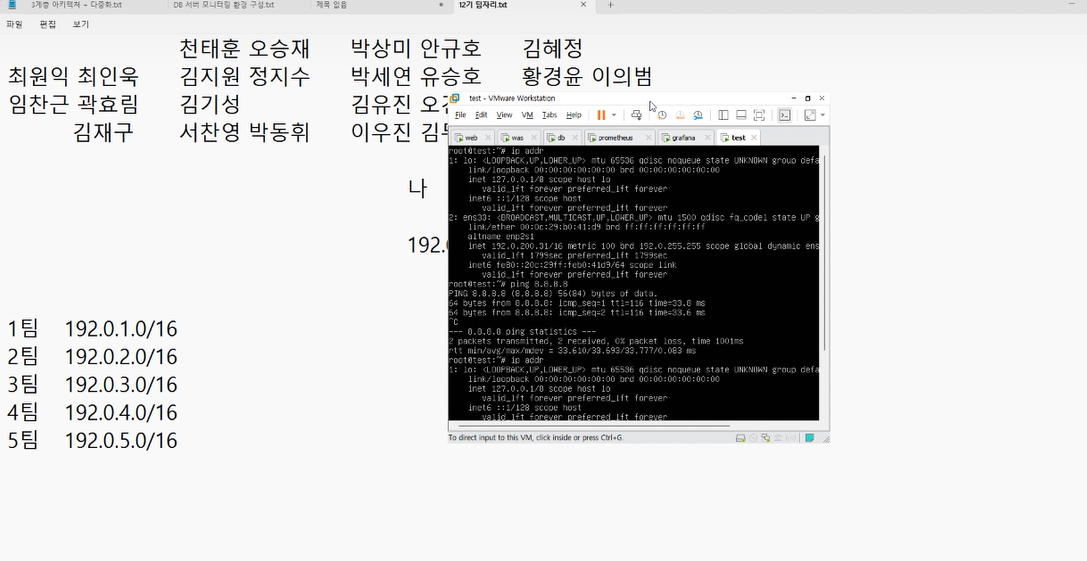 3계층 아키텍쳐 - 다중화.txt
DB 서버 모니터링 환경 구성.txt
제목 없음
12기 팀자리.txt
파일 편집 보기
천태훈 오승재 박상미 안규호 김혜정
최원익 최인욱 김지원 정지수 박세연 유승호 황경윤 이의범
임찬근 곽효림 김기성 김유진
김재구 서찬영 박동휘 이우진
나
192.
1팀 192.0.1.0/16
2팀 192.0.2.0/16
3팀 192.0.3.0/16
4팀 192.0.4.0/16
5팀 192.0.5.0/16
test - VMware Workstation
File Edit View VM Tabs Help
web was db prometheus grafana test
root@test:~# ip addr
1: lo: <LOOPBACK,UP,LOWER_UP> mtu 65536 qdisc noqueue state UNKNOWN group defa
link/loopback 00:00:00:00:00:00 brd 00:00:00:00:00:00
inet 127.0.0.1/8 scope host lo
valid_lft forever preferred_lft forever
inet6 ::1/128 scope host
valid_lft forever preferred_lft forever
2: ens33: <BROADCAST,MULTICAST,UP,LOWER_UP> mtu 1500 qdisc fq_codel state UP g
link/ether 00:0c:29:b0:41:d9 brd ff:ff:ff:ff:ff:ff
altname enp2s1
inet 192.0.200.31/16 metric 100 brd 192.0.255.255 scope global dynamic ens
valid_lft 1799sec preferred_lft 1799sec
inet6 fe80::20c:29ff:feb0:41d9/64 scope link
valid_lft forever preferred_lft forever
root@test:~# ping 8.8.8.8
PING 8.8.8.8 (8.8.8.8) 56(84) bytes of data.
64 bytes from 8.8.8.8: icmp_seq=1 ttl=116 time=33.8 ms
64 bytes from 8.8.8.8: icmp_seq=2 ttl=116 time=33.6 ms
^C
--- 8.8.8.8 ping statistics ---
2 packets transmitted, 2 received, 0% packet loss, time 1001ms
rtt min/avg/max/mdev = 33.610/33.693/33.777/0.083 ms
root@test:~# ip addr
1: lo: <LOOPBACK,UP,LOWER_UP> mtu 65536 qdisc noqueue state UNKNOWN group defa
link/loopback 00:00:00:00:00:00 brd 00:00:00:00:00:00
inet 127.0.0.1/8 scope host lo
valid_lft forever preferred_lft forever
inet6 ::1/128 scope host
valid_lft forever preferred_lft forever
To direct input to this VM, click inside or press Ctrl+G.